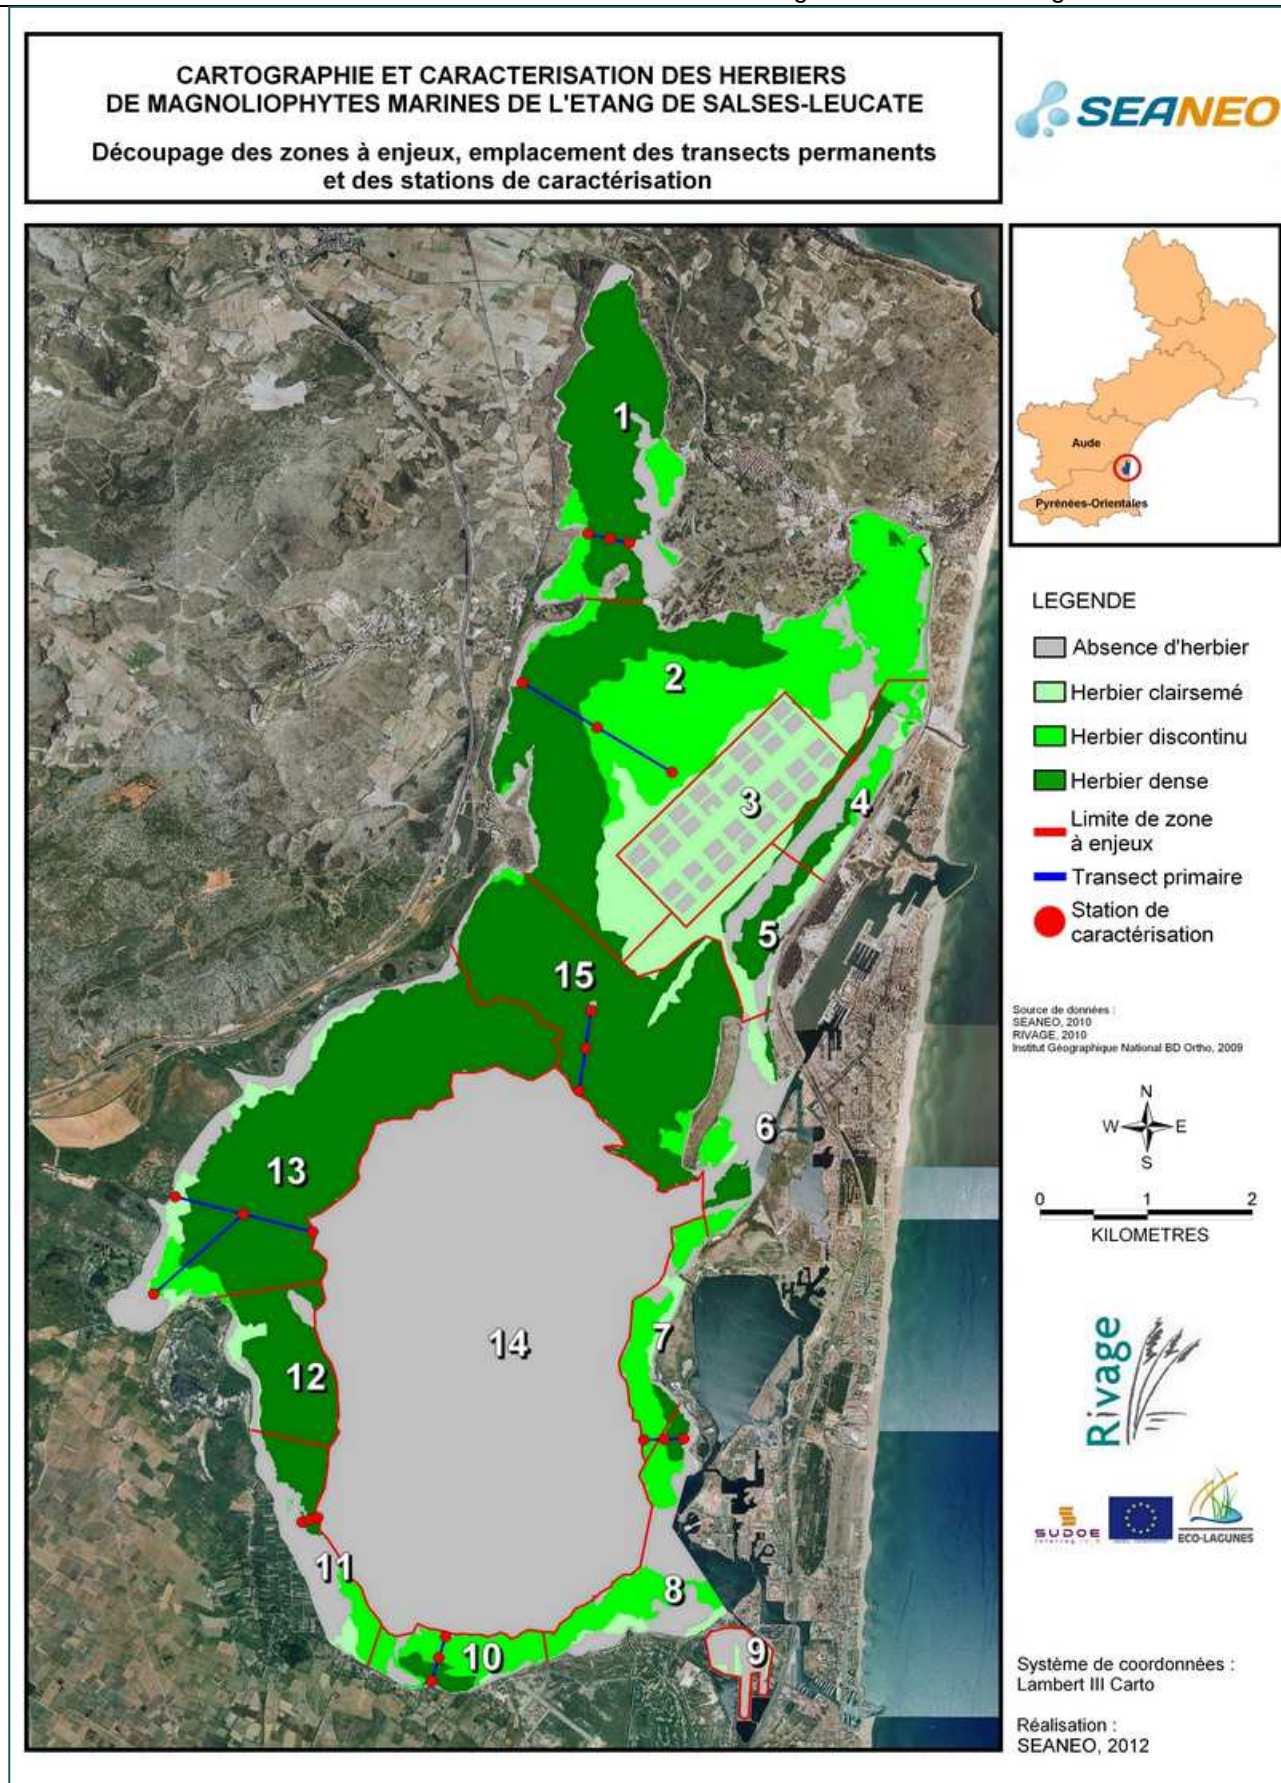 CARTOGRAPHIE ET CARACTERISATION DES HERBIERS
DE MAGNOLIOPHYTES MARINES DE L'ETANG DE SALSES-LEUCATE
Découpage des zones à enjeux, emplacement des transects permanents
et des stations de caractérisation
SEANEO
Aude
Pyrénées-Orientales
1
2
3
4
5
15
6
13
14
7
12
11
8
10
9
LEGENDE
Absence d'herbier
Herbier clairsemé
Herbier discontinu
Herbier dense
Limite de zone
à enjeux
Transect primaire
Station de
caractérisation
Source de données :
SEANEO, 2010
RIVAGE, 2010
Institut Géographique National BD Ortho, 2009
N
W E
S
0 1 2
KILOMETRES
Rivage
SUDOE
ECO-LAGUNES
Système de coordonnées :
Lambert III Carto
Réalisation :
SEANEO, 2012